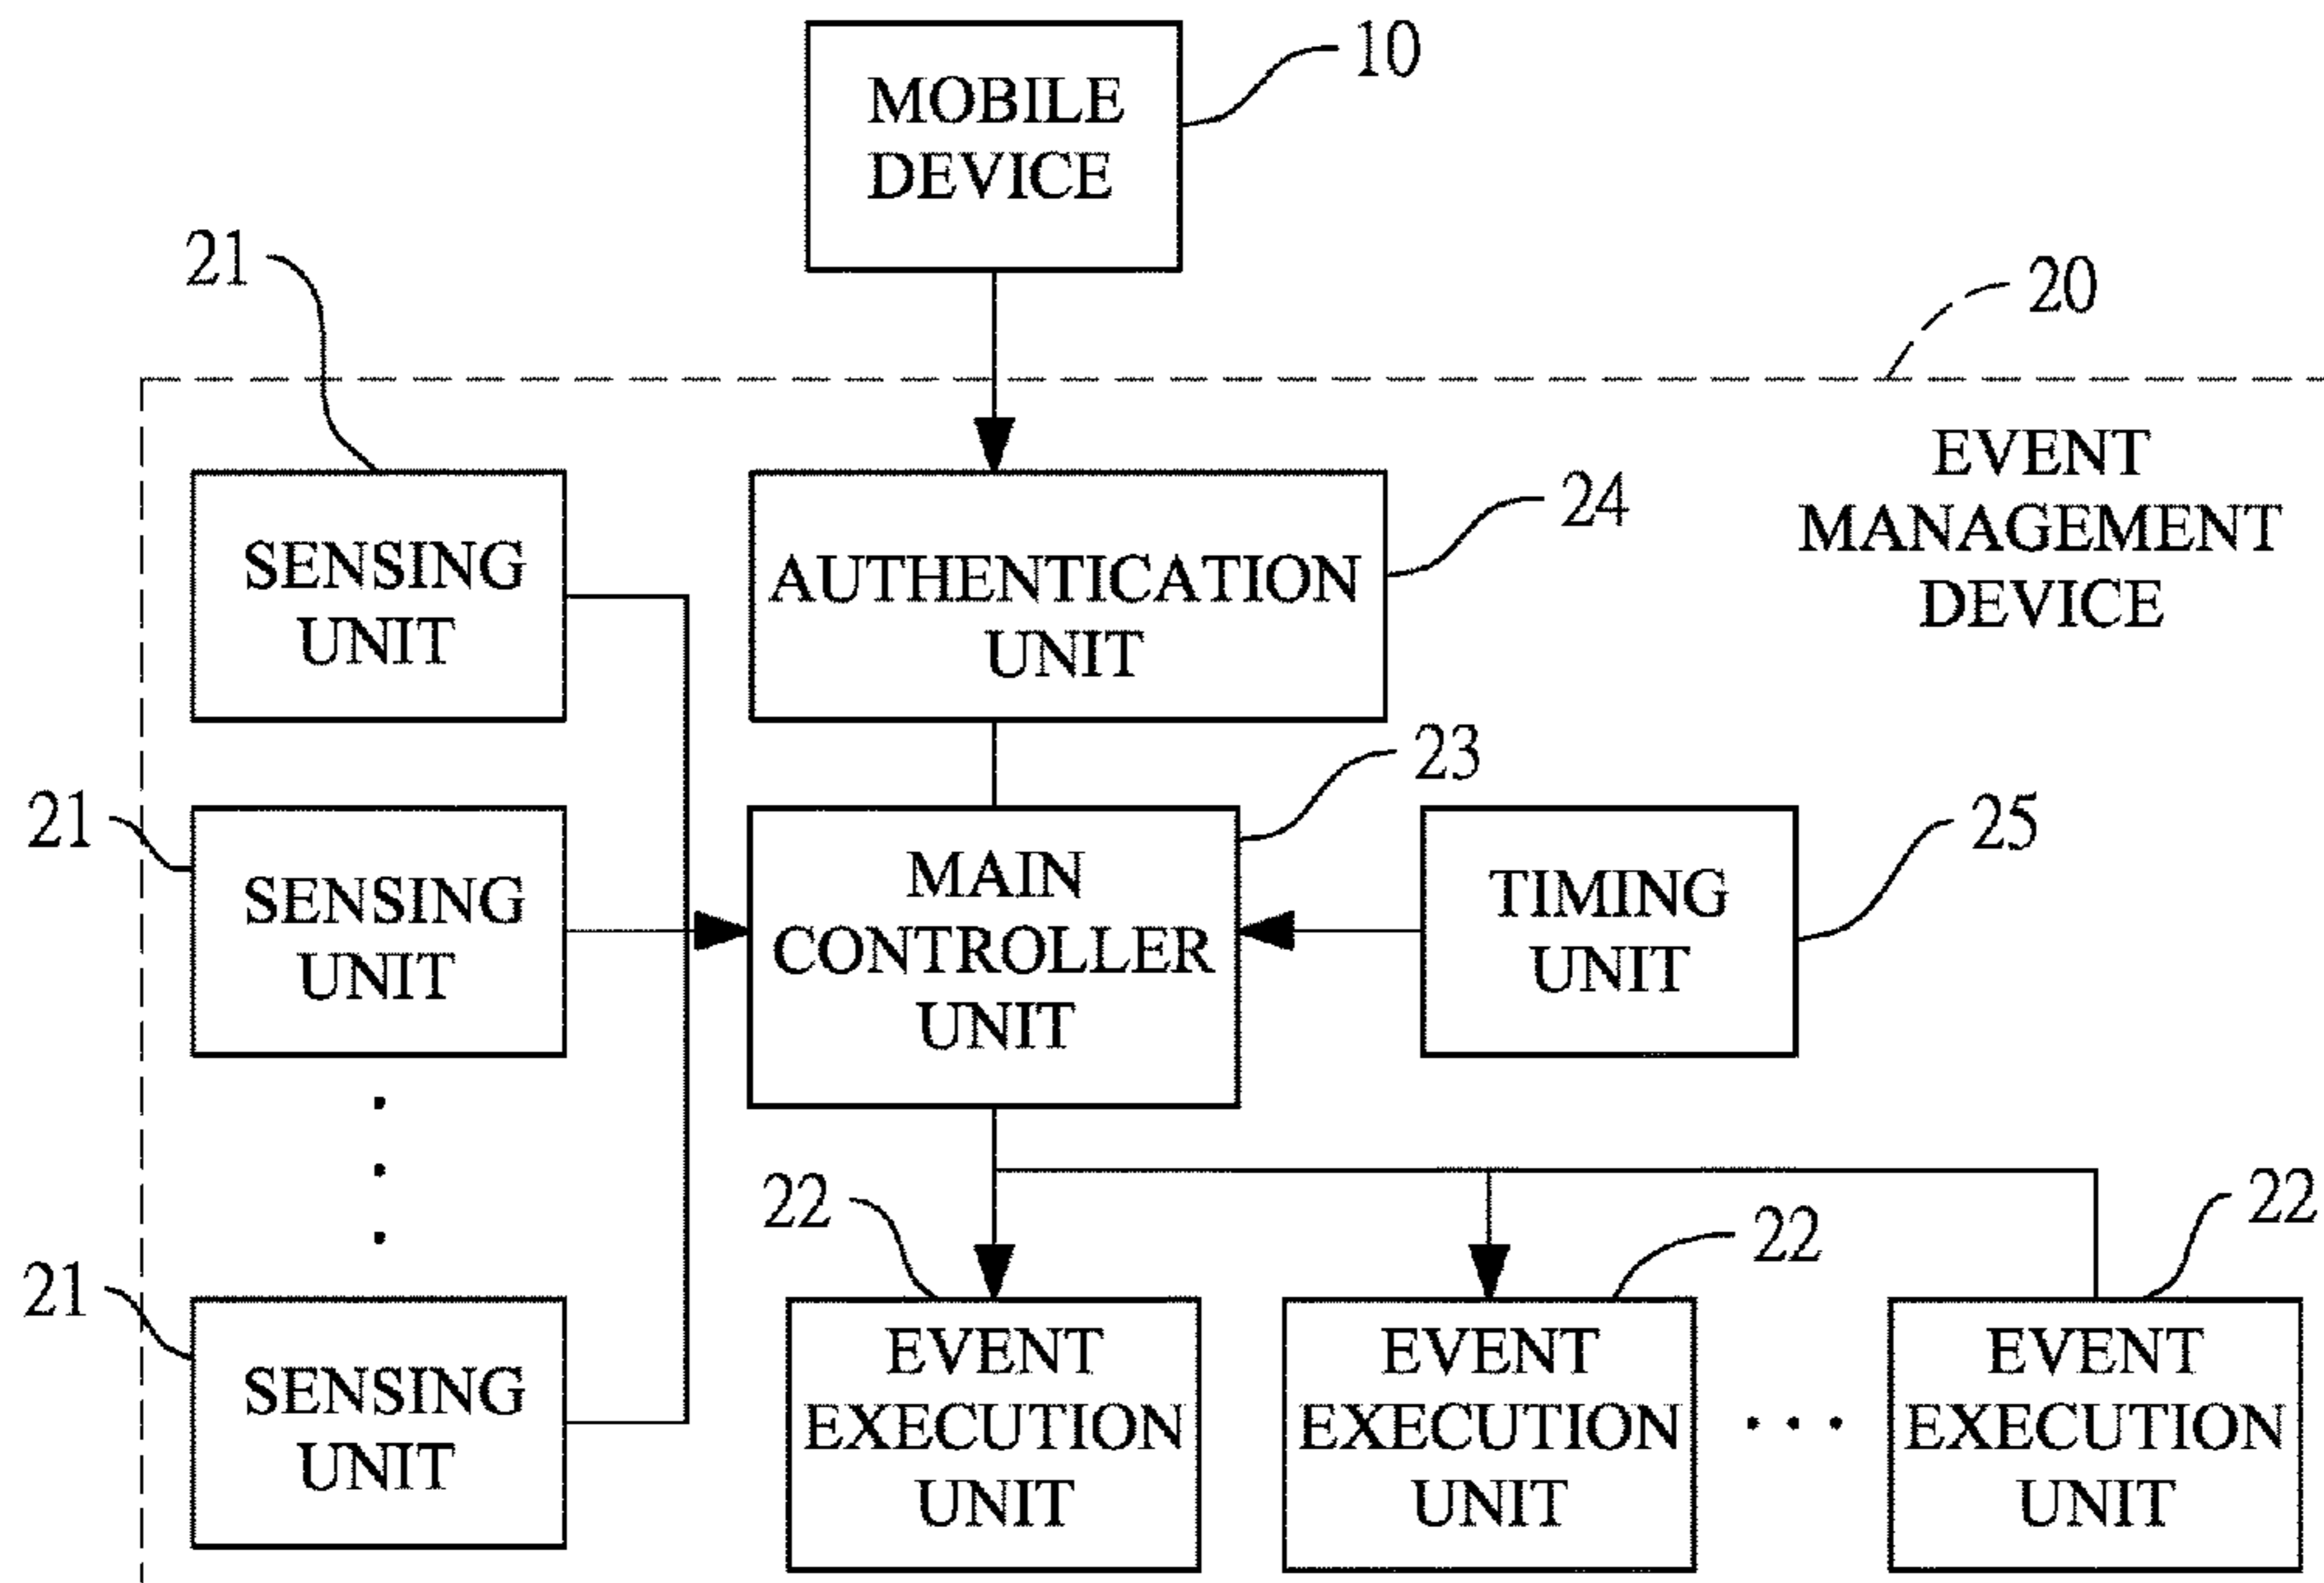 MOBILE
DEVICE
10
21
20
EVENT
MANAGEMENT
DEVICE
SENSING
UNIT
AUTHENTICATION
UNIT
24
23
21
SENSING
UNIT
MAIN
CONTROLLER
UNIT
TIMING
UNIT
25
21
SENSING
UNIT
22
EVENT
EXECUTION
UNIT
22
EVENT
EXECUTION
UNIT
22
EVENT
EXECUTION
UNIT